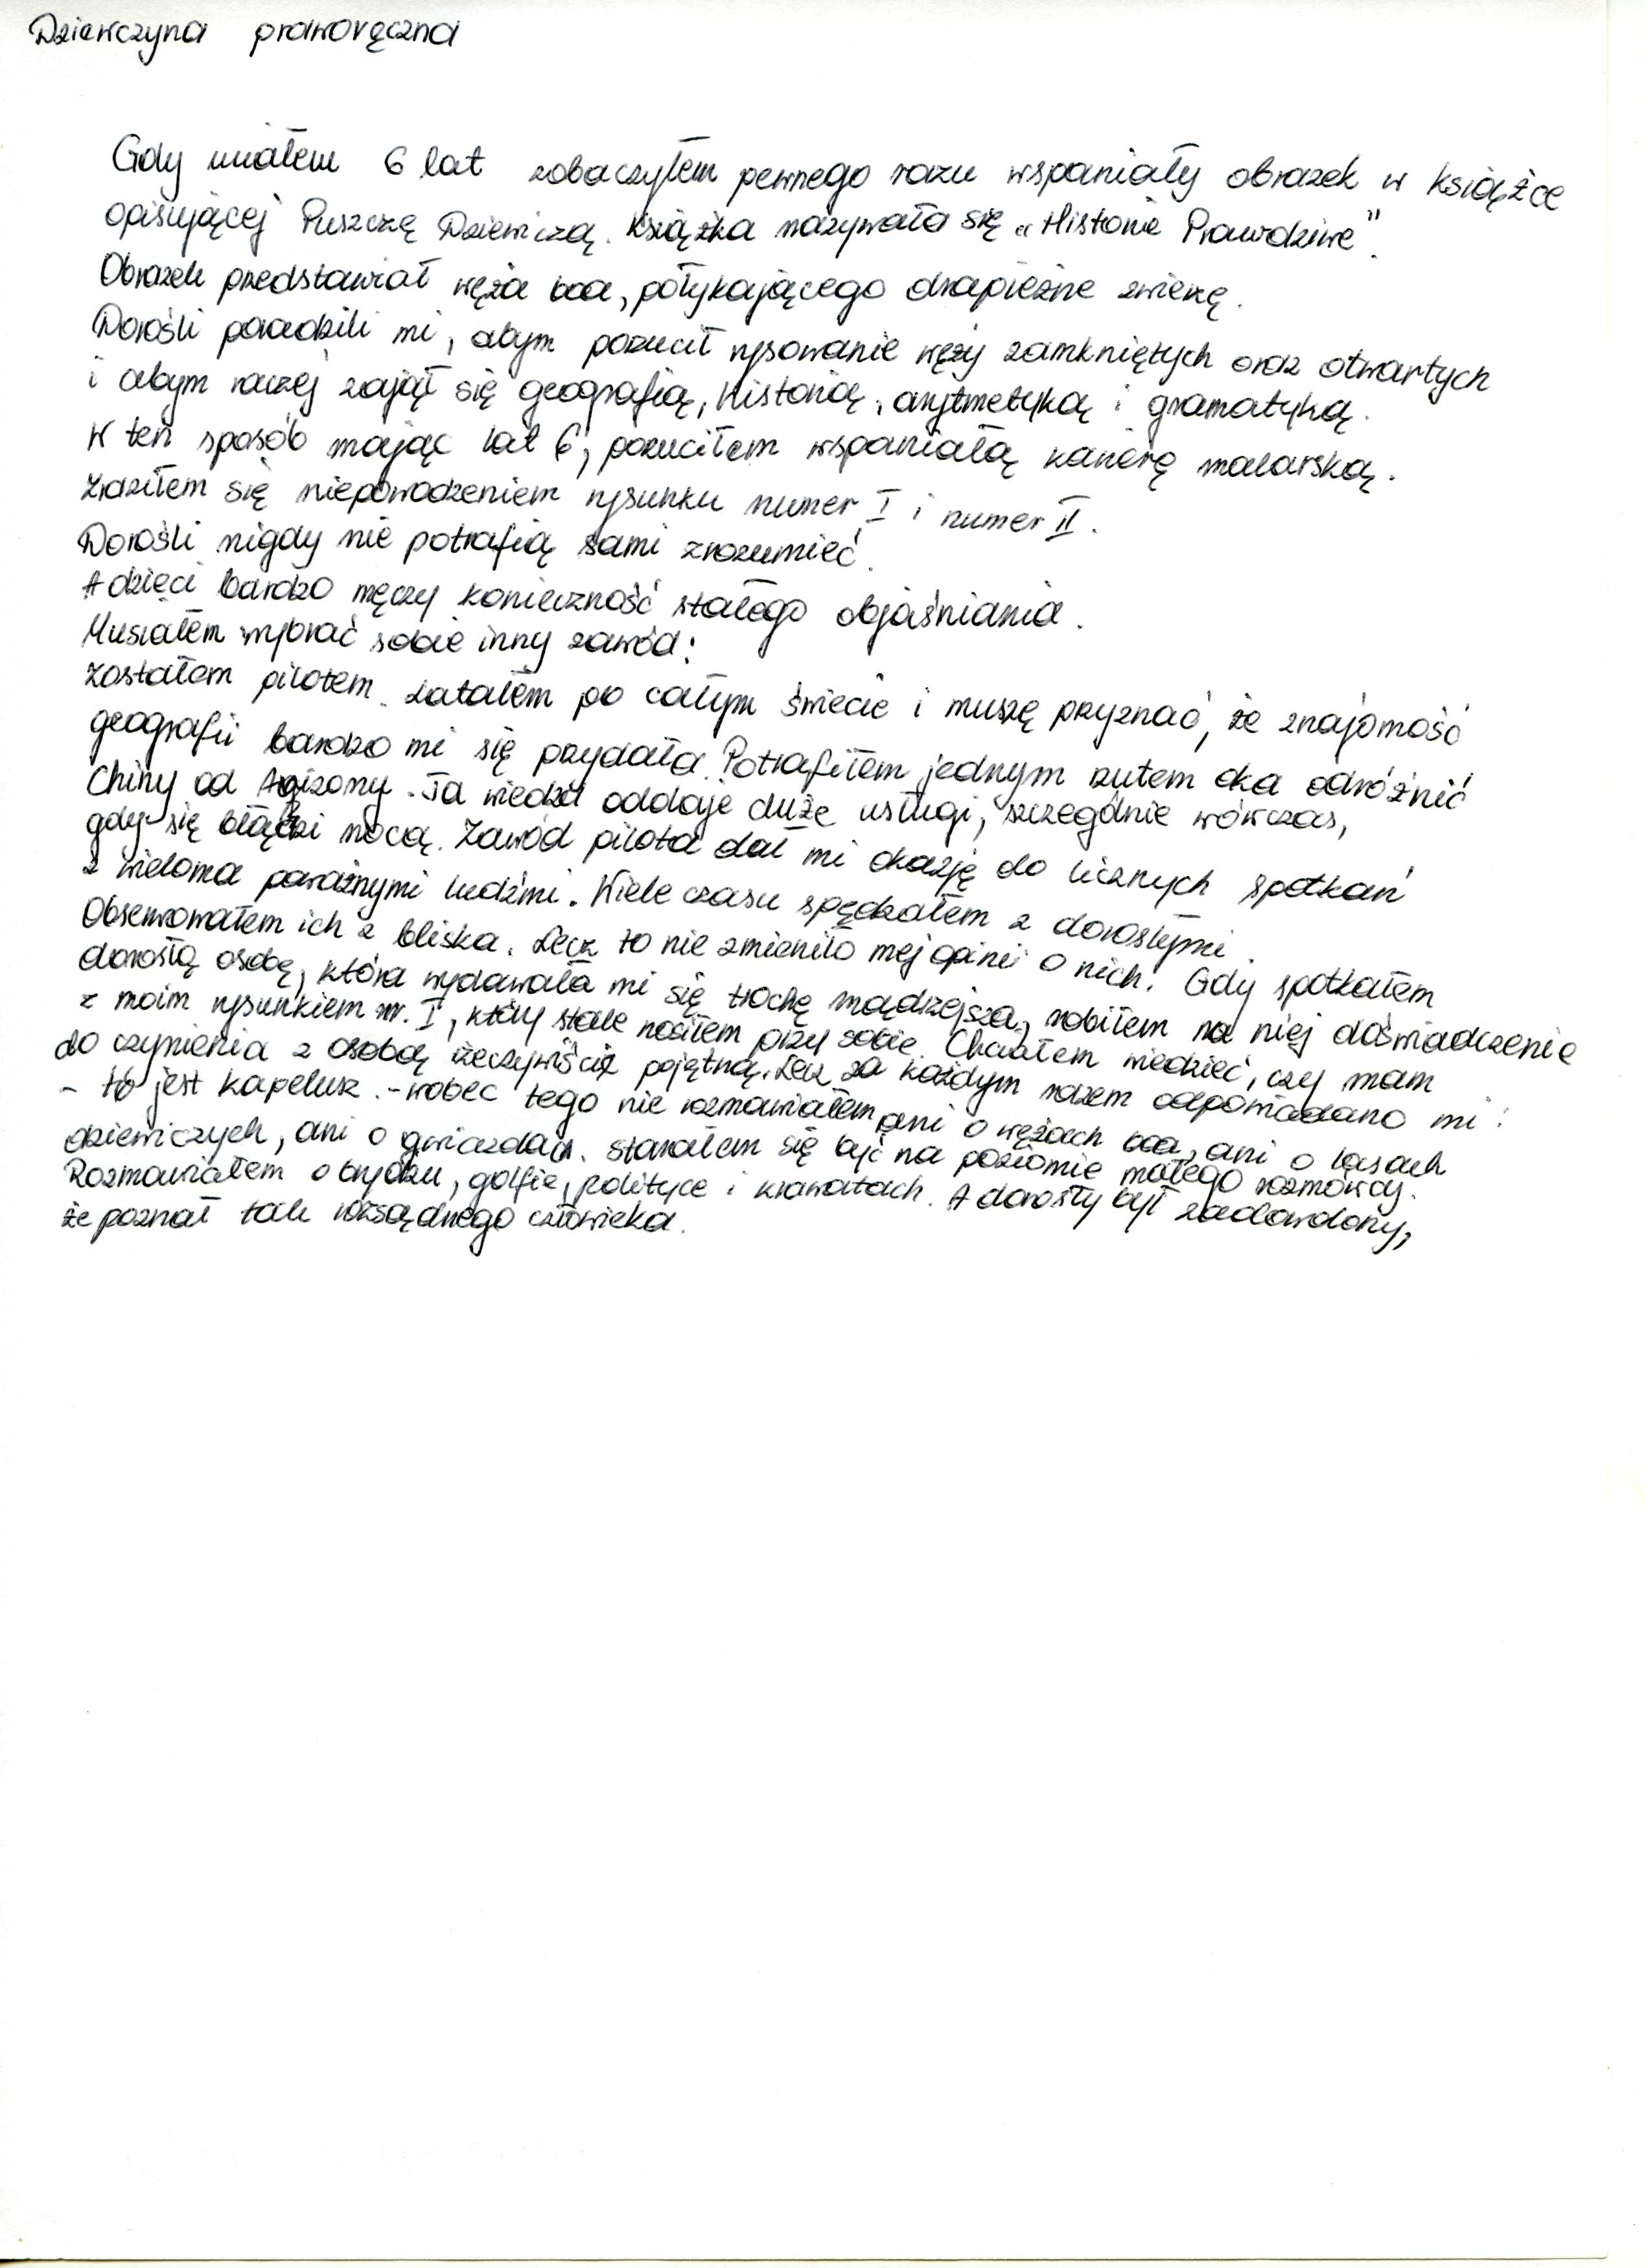 Dziewczyna praworęczna
Gdy miałem 6 lat zobaczyłem pewnego razu wspaniały obrazek w książce
opisującej Puszczę Dziewiczą. Książka nazywała się „Historie Prawdziwe".
Obrazek przedstawiał węża boa, połykającego drapieżne zwierzę.
Dorośli poradzili mi, abym porzucił rysowanie węży zamkniętych oraz otwartych
i abym raczej zajął się geografią, historią, arytmetyką i gramatyką.
W ten sposób mając lat 6, porzuciłem wspaniałą karierę malarską.
Zraziłem się niepowodzeniem rysunku numer I i numer II.
Dorośli nigdy nie potrafią sami zrozumieć.
A dzięci bardzo męczy konieczność stałego objaśniania.
Musiałem wybrać sobie inny zawód:
zostałem pilotem. Latałem po całym świecie i muszę przyznać, że znajomość
geografii bardzo mi się przydała. Potrafiłem jednym rzutem oka odróżnić
Chiny od Arizony. Ta wiedza oddaje duże usługi, szczególnie wówczas,
gdy się błądzi nocą. Zawód pilota dał mi okazję do licznych spotkań
z wieloma poważnymi ludźmi. Wiele czasu spędzałem z dorosłymi.
Obserwowałem ich z bliska. Lecz to nie zmieniło mej opinii o nich. Gdy spotkałem
dorosłą osobę, która wydawała mi się trochę mądrzejsza, robiłem na niej doświadczenie
z moim rysunkiem nr. I, który stale nosiłem przy sobie. Chciałem wiedzieć, czy mam
do czynienia z osobą rzeczywiście pojętną. Lecz za każdym razem odpowiadano mi:
- to jest kapelusz. - wobec tego nie rozmawiałem ani o wężach boa, ani o lasach
dziewiczych, ani o gwiazdach. Starałem się być na poziomie małego rozmówcy.
Rozmawiałem o brydżu, golfie, polityce i krawatach. A dorosły był zadowolony,
że poznał tak rozsądnego człowieka.